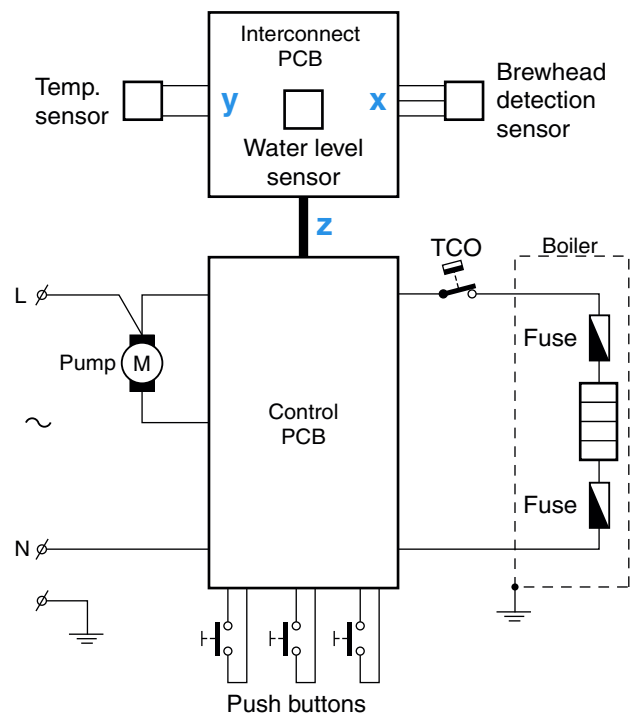 Interconnect
PCB
Temp.
sensor
y
x
Brewhead
detection
sensor
Water level
sensor
z
TCO
Boiler
L
Fuse
Pump
M
Control
PCB
Fuse
N
Push buttons